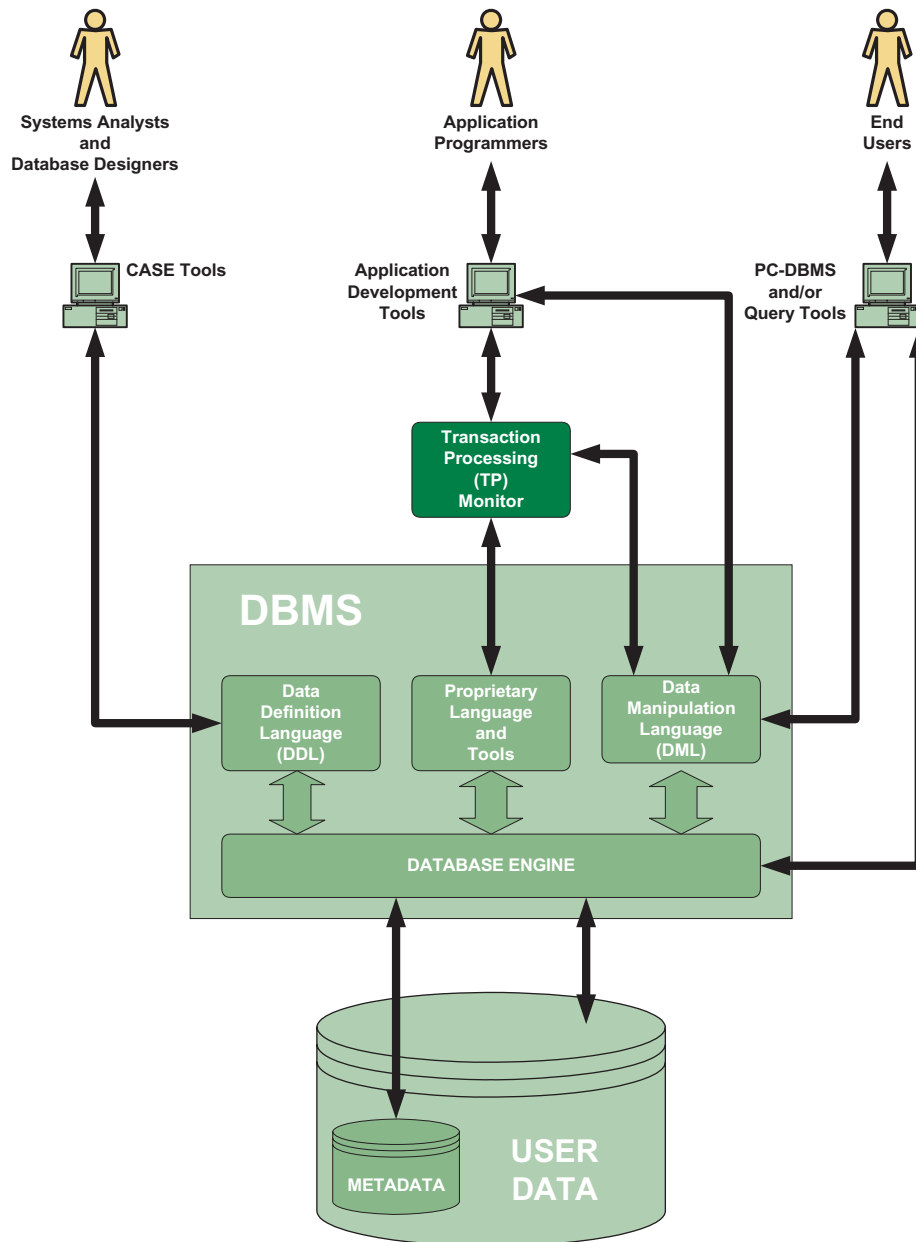 Systems Analysts
and
Database Designers
Application
Programmers
End
Users
CASE Tools
Application
Development
Tools
PC-DBMS
and/or
Query Tools
Transaction
Processing
(TP)
Monitor
DBMS
Data
Definition
Language
(DDL)
Proprietary
Language
and
Tools
Data
Manipulation
Language
(DML)
DATABASE ENGINE
METADATA
USER
DATA